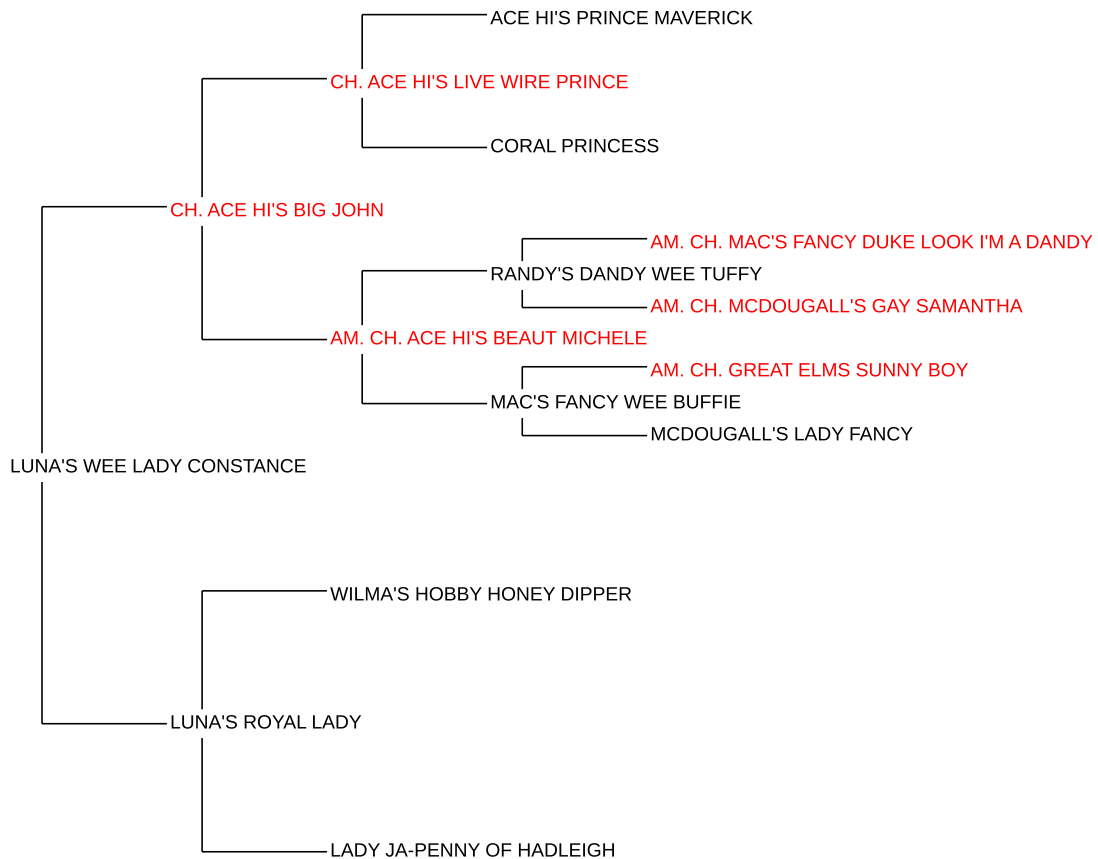 ACE HI'S PRINCE MAVERICK
CH. ACE HI'S LIVE WIRE PRINCE
CORAL PRINCESS
CH. ACE HI'S BIG JOHN
AM. CH. MAC'S FANCY DUKE LOOK I'M A DANDY
RANDY'S DANDY WEE TUFFY
AM. CH. MCDOUGALL'S GAY SAMANTHA
AM. CH. ACE HI'S BEAUT MICHELE
AM. CH. GREAT ELMS SUNNY BOY
MAC'S FANCY WEE BUFFIE
MCDOUGALL'S LADY FANCY
LUNA'S WEE LADY CONSTANCE
WILMA'S HOBBY HONEY DIPPER
LUNA'S ROYAL LADY
LADY JA-PENNY OF HADLEIGH